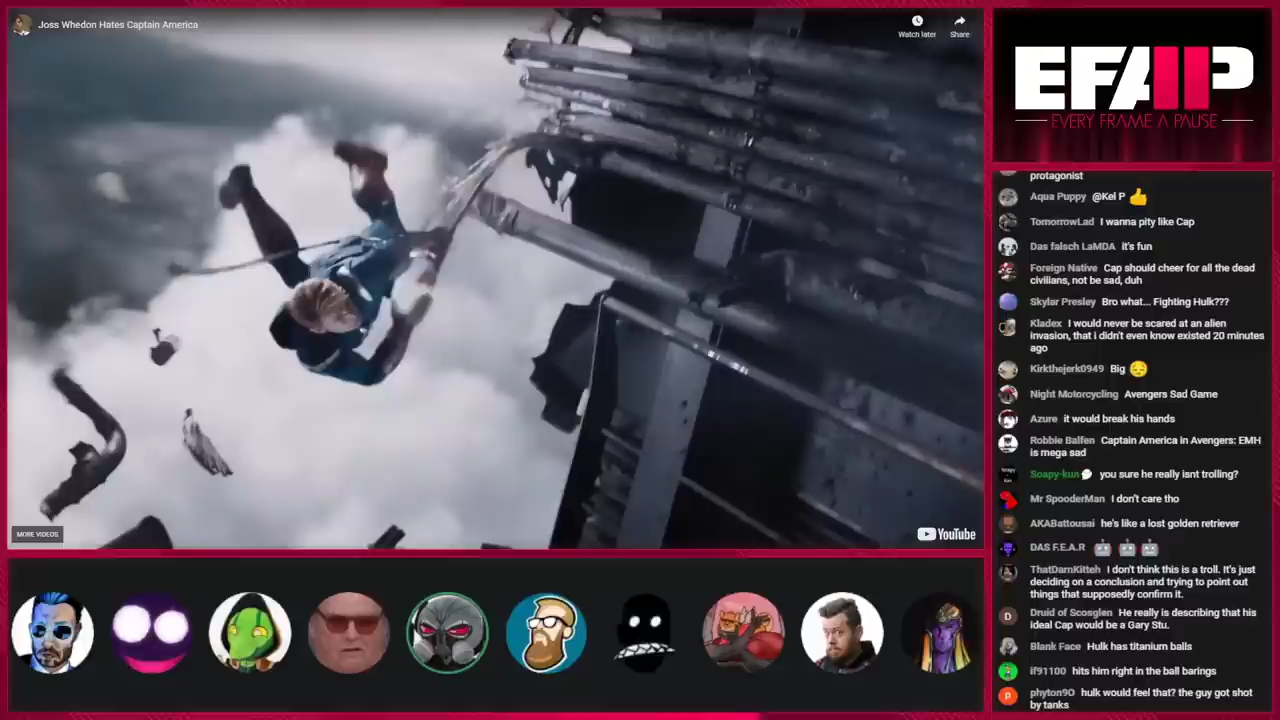 Joss Whedon Hates Captain America
Watch later
Share
MORE VIDEOS
YouTube
EFAP
EVERY FRAME A PAUSE
protagonist
Aqua Puppy @Kel P 👍
TomorrowLad I wanna pity like Cap
Das falsch LaMDA it's fun
Foreign Native Cap should cheer for all the dead
civilians, not be sad, duh
Skylar Presley Bro what... Fighting Hulk???
Kladex I would never be scared at an alien
invasion, that i didn't even know existed 20 minutes
ago
Kirkthejerk0949 Big 😔
Night Motorcycling Avengers Sad Game
Azure it would break his hands
Robbie Balfen Captain America in Avengers: EMH
is mega sad
Soapy-kun you sure he really isnt trolling?
Mr SpooderMan I don't care tho
AKABattousai he's like a lost golden retriever
DAS F.E.A.R 🤖 🤖 🤖
ThatDarnKitteh I don't think this is a troll. It's just
deciding on a conclusion and trying to point out
things that supposedly confirm it.
D
Druid of Scosglen He really is describing that his
ideal Cap would be a Gary Stu.
Blank Face Hulk has titanium balls
if91100 hits him right in the ball barings
phyton90 hulk would feel that? the guy got shot
by tanks